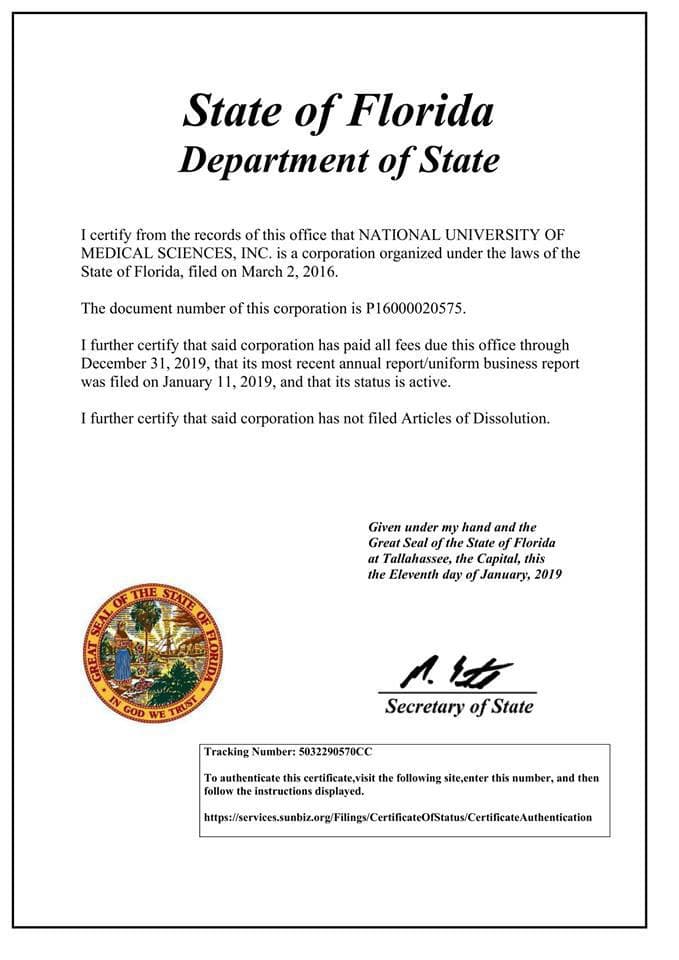 State of Florida
Department of State
I certify from the records of this office that NATIONAL UNIVERSITY OF
MEDICAL SCIENCES, INC. is a corporation organized under the laws of the
State of Florida, filed on March 2, 2016.
The document number of this corporation is P16000020575.
I further certify that said corporation has paid all fees due this office through
December 31, 2019, that its most recent annual report/uniform business report
was filed on January 11, 2019, and that its status is active.
I further certify that said corporation has not filed Articles of Dissolution.
Given under my hand and the
Great Seal of the State of Florida
at Tallahassee, the Capital, this
the Eleventh day of January, 2019
GREAT SEAL OF THE STATE OF FLORIDA
IN GOD WE TRUST
Secretary of State
Tracking Number: 5032290570CC
To authenticate this certificate,visit the following site,enter this number, and then
follow the instructions displayed.
https://services.sunbiz.org/Filings/CertificateOfStatus/CertificateAuthentication